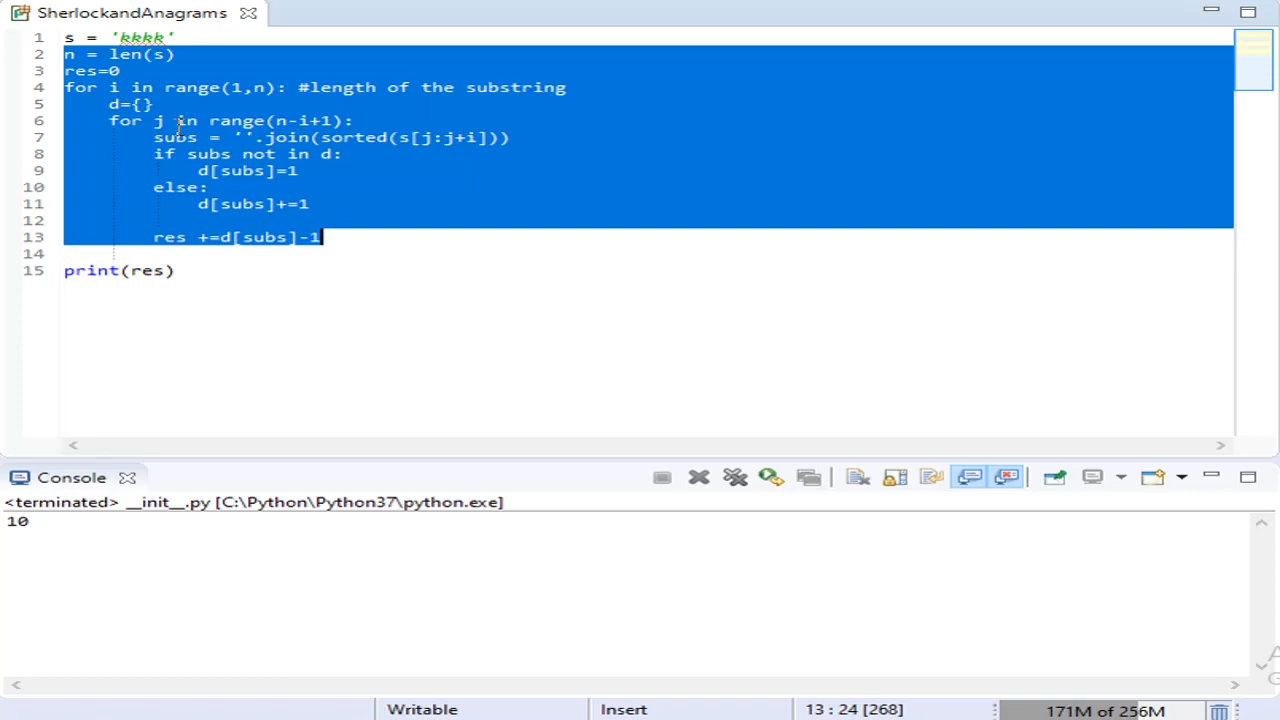 SherlockandAnagrams
1 s = 'kkkk'
2 n = len(s)
3 res=0
4 for i in range(1,n): #length of the substring
5 d={}
6 for j in range(n-i+1):
7 subs = ''.join(sorted(s[j:j+i]))
8 if subs not in d:
9 d[subs]=1
10 else:
11 d[subs]+=1
12
13 res +=d[subs]-1
14
15 print(res)
Console
<terminated> __init__.py [C:\Python\Python37\python.exe]
10
Writable Insert 13 : 24 [268] 171M of 256M